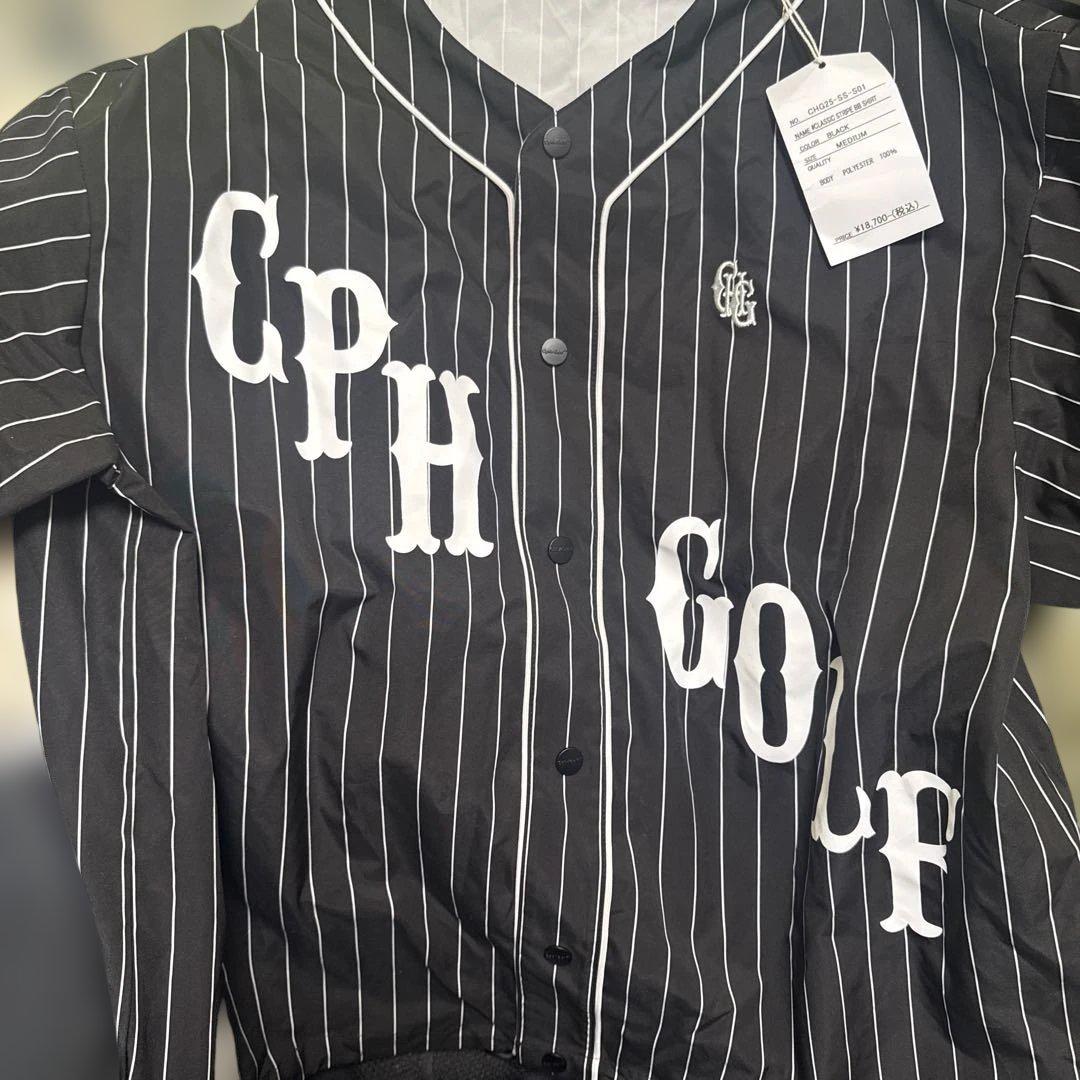 NO. CHG25-SS-S01
NAME #CLASSIC STRIPE BB SHIRT
COLOR BLACK
SIZE MEDIUM
QUALITY
BODY POLYESTER 100%
PRICE ¥18,700-(税込)
CPH
CHG
GOLF